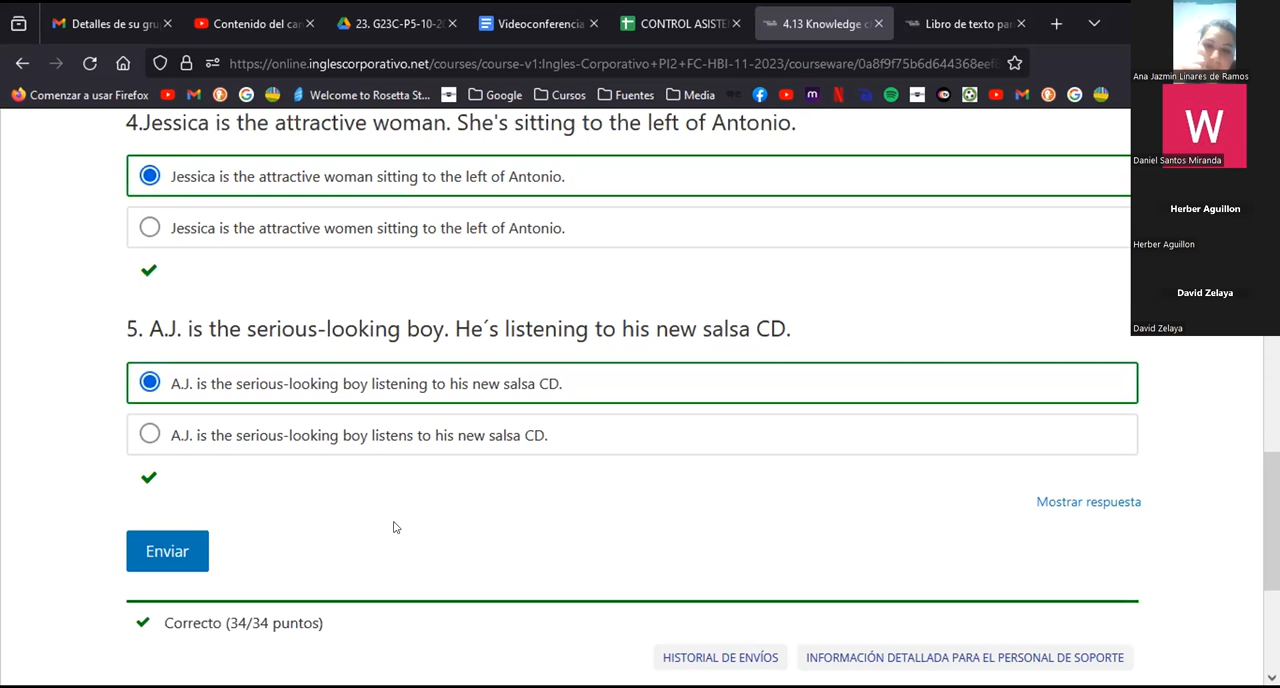 Detalles de su gru
Contenido del ca
23. G23C-P5-10-20
Videoconferencia
CONTROL ASISTE
4.13 Knowledge c
Libro de texto pa
https://online.inglescorporativo.net/courses/course-v1:Ingles-Corporativo+PI2+FC-HBI-11-2023/courseware/0a8f9f75b6d644368eef
Comenzar a usar Firefox
Welcome to Rosetta St...
Google
Cursos
Fuentes
Media
Ana Jazmin Linares de Ramos
W
Daniel Santos Miranda
Herber Aguillon
Herber Aguillon
David Zelaya
David Zelaya
4.Jessica is the attractive woman. She's sitting to the left of Antonio.
Jessica is the attractive woman sitting to the left of Antonio.
Jessica is the attractive women sitting to the left of Antonio.
5. A.J. is the serious-looking boy. He´s listening to his new salsa CD.
A.J. is the serious-looking boy listening to his new salsa CD.
A.J. is the serious-looking boy listens to his new salsa CD.
Mostrar respuesta
Enviar
Correcto (34/34 puntos)
HISTORIAL DE ENVÍOS
INFORMACIÓN DETALLADA PARA EL PERSONAL DE SOPORTE